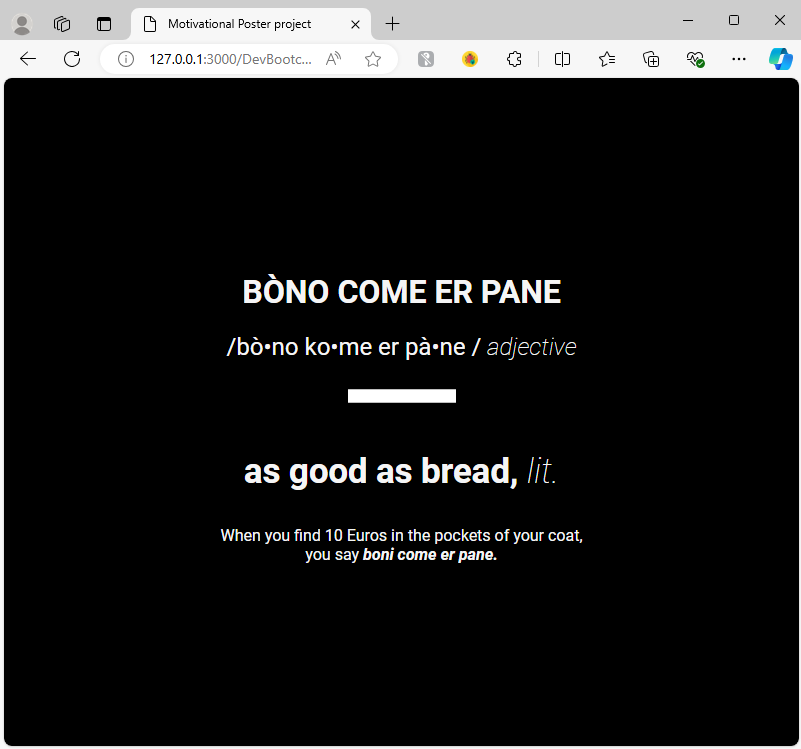 Motivational Poster project
127.0.0.1:3000/DevBootc...
BÒNO COME ER PANE
/bò•no ko•me er pà•ne / adjective
as good as bread, lit.
When you find 10 Euros in the pockets of your coat,
you say boni come er pane.